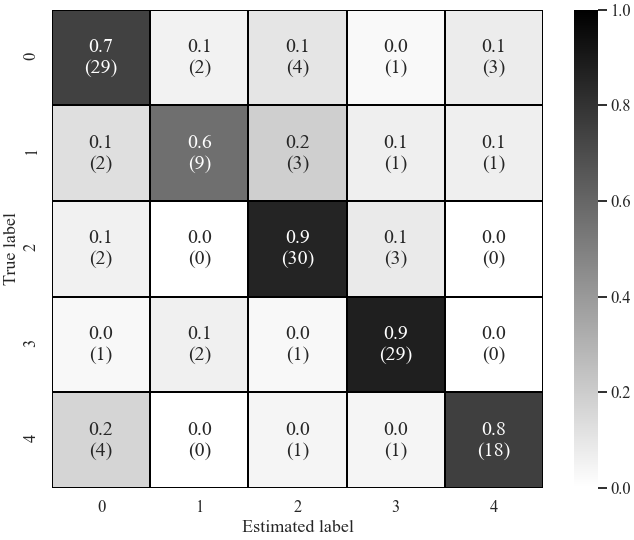 0.7 0.1 0.1 0.0 0.1
(29) (2) (4) (1) (3)
0.1 0.6 0.2 0.1 0.1
(2) (9) (3) (1) (1)
0.1 0.0 0.9 0.1 0.0
(2) (0) (30) (3) (0)
0.0 0.1 0.0 0.9 0.0
(1) (2) (1) (29) (0)
0.2 0.0 0.0 0.0 0.8
(4) (0) (1) (1) (18)
0
1
2
3
4
True label
0 1 2 3 4
Estimated label
1.0
0.8
0.6
0.4
0.2
0.0